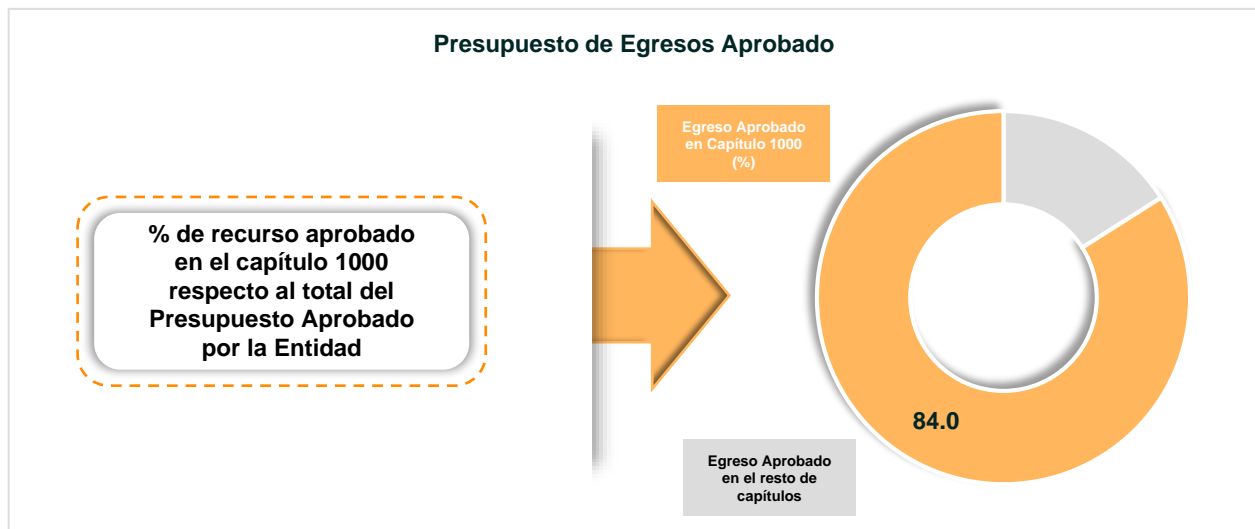 Presupuesto de Egresos Aprobado
Egreso Aprobado
en Capítulo 1000
(%)
% de recurso aprobado
en el capítulo 1000
respecto al total del
Presupuesto Aprobado
por la Entidad
84.0
Egreso Aprobado
en el resto de
capítulos